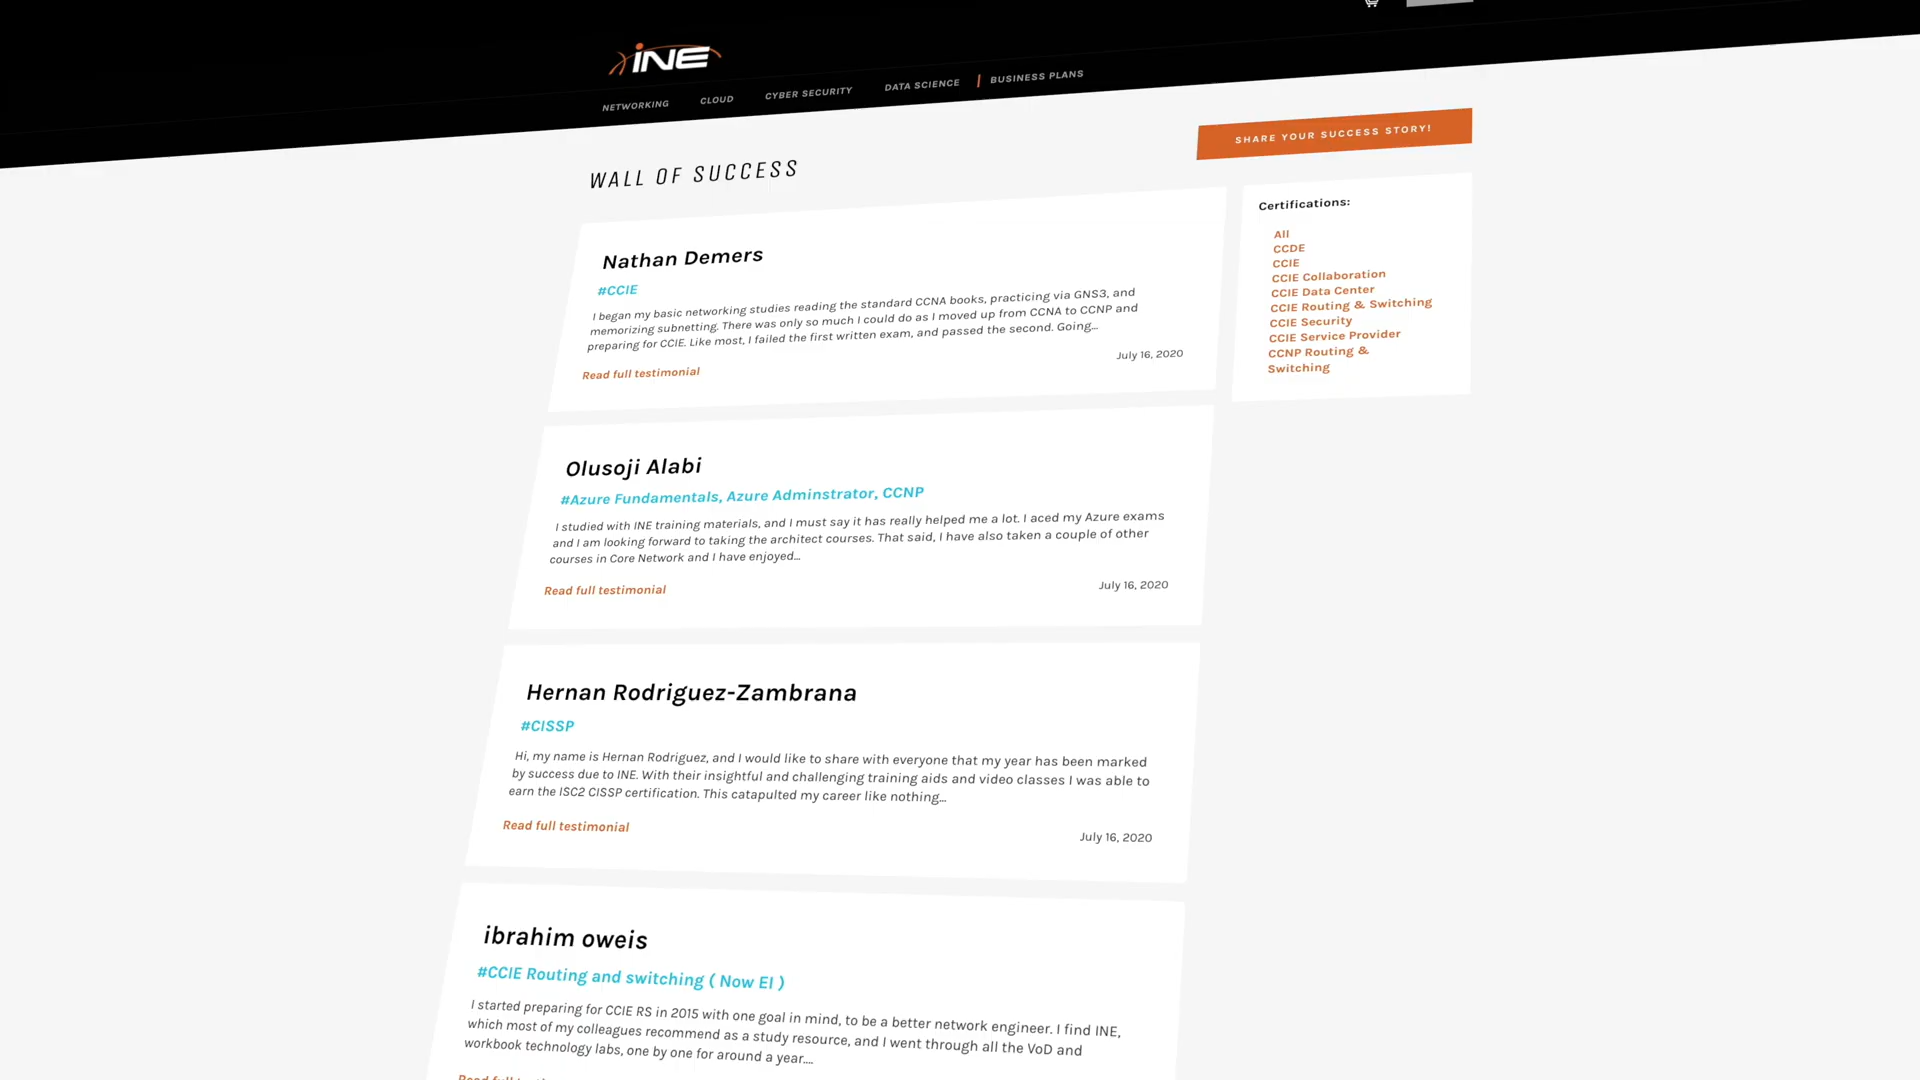 INE
NETWORKING
CLOUD
CYBER SECURITY
DATA SCIENCE
BUSINESS PLANS
WALL OF SUCCESS
SHARE YOUR SUCCESS STORY!
Nathan Demers
#CCIE
I began my basic networking studies reading the standard CCNA books, practicing via GNS3, and
memorizing subnetting. There was only so much I could do as I moved up from CCNA to CCNP and
preparing for CCIE. Like most, I failed the first written exam, and passed the second. Going...
July 16, 2020
Read full testimonial
Olusoji Alabi
#Azure Fundamentals, Azure Adminstrator, CCNP
I studied with INE training materials, and I must say it has really helped me a lot. I aced my Azure exams
and I am looking forward to taking the architect courses. That said, I have also taken a couple of other
courses in Core Network and I have enjoyed...
Read full testimonial
July 16, 2020
Hernan Rodriguez-Zambrana
#CISSP
Hi, my name is Hernan Rodriguez, and I would like to share with everyone that my year has been marked
by success due to INE. With their insightful and challenging training aids and video classes I was able to
earn the ISC2 CISSP certification. This catapulted my career like nothing...
Read full testimonial
July 16, 2020
ibrahim oweis
#CCIE Routing and switching ( Now EI )
I started preparing for CCIE RS in 2015 with one goal in mind, to be a better network engineer. I find INE,
which most of my colleagues recommend as a study resource, and I went through all the VoD and
workbook technology labs, one by one for around a year....
Certifications:
All
CCDE
CCIE
CCIE Collaboration
CCIE Data Center
CCIE Routing & Switching
CCIE Security
CCIE Service Provider
CCNP Routing &
Switching